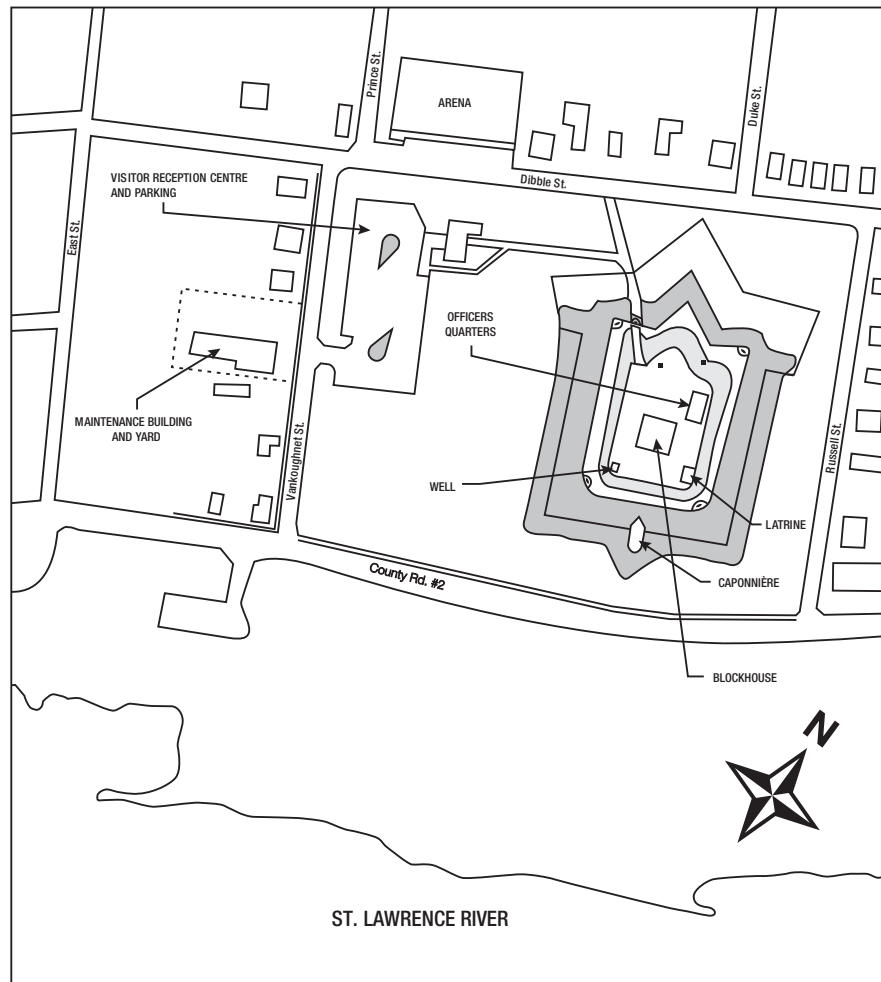 Prince St.
ARENA
Duke St.
VISITOR RECEPTION CENTRE
AND PARKING
Dibble St.
East St.
OFFICERS
QUARTERS
MAINTENANCE BUILDING
AND YARD
Vankoughnet St.
Russell St.
WELL
LATRINE
County Rd. #2
CAPONNIÈRE
BLOCKHOUSE
N
ST. LAWRENCE RIVER